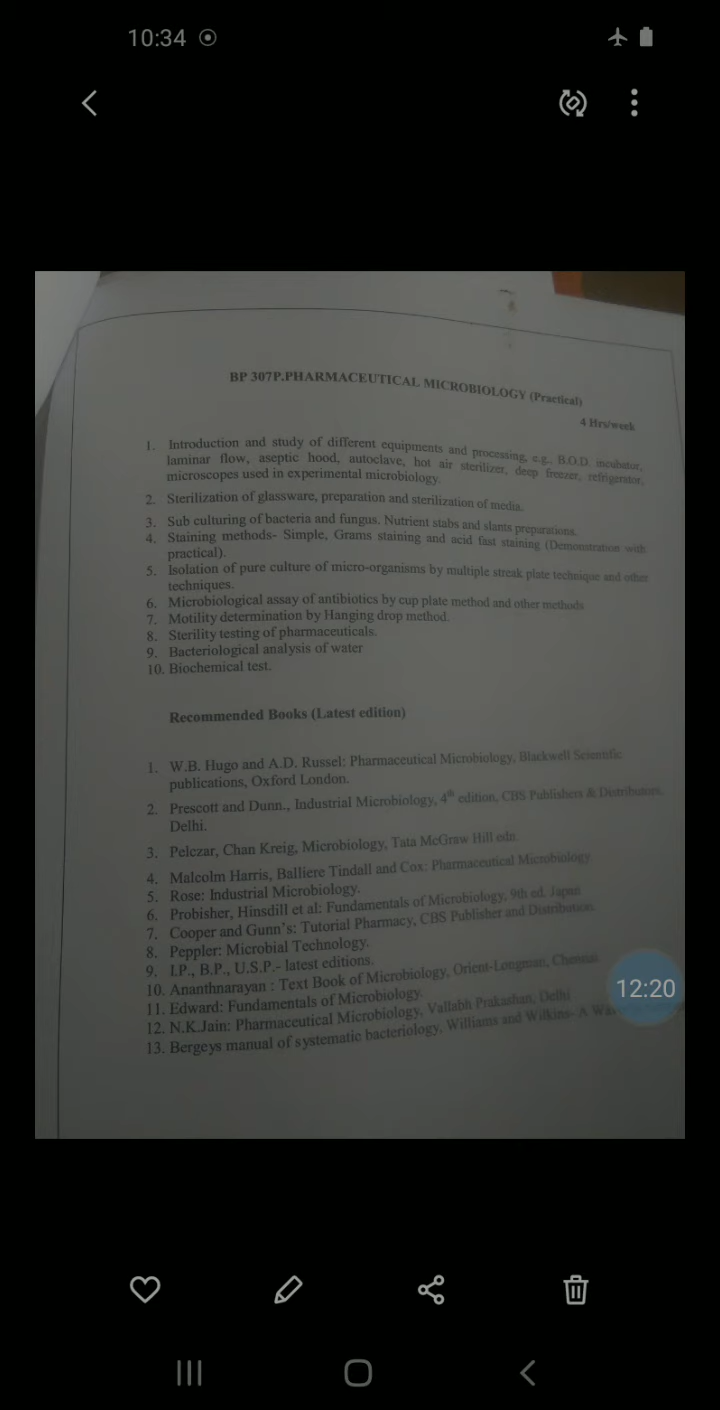 10:34
BP 307P.PHARMACEUTICAL MICROBIOLOGY (Practical)
4 Hrs/week
1. Introduction and study of different equipments and processing, e.g., B.O.D. incubator,
laminar flow, aseptic hood, autoclave, hot air sterilizer, deep freezer, refrigerator,
microscopes used in experimental microbiology.
2. Sterilization of glassware, preparation and sterilization of media.
3. Sub culturing of bacteria and fungus. Nutrient stabs and slants preparations.
4. Staining methods- Simple, Grams staining and acid fast staining (Demonstration with
practical).
5. Isolation of pure culture of micro-organisms by multiple streak plate technique and other
techniques.
6. Microbiological assay of antibiotics by cup plate method and other methods
7. Motility determination by Hanging drop method.
8. Sterility testing of pharmaceuticals.
9. Bacteriological analysis of water
10. Biochemical test.
Recommended Books (Latest edition)
1. W.B. Hugo and A.D. Russel: Pharmaceutical Microbiology, Blackwell Scientific
publications, Oxford London.
2. Prescott and Dunn., Industrial Microbiology, 4th edition, CBS Publishers & Distribution,
Delhi.
3. Pelczar, Chan Kreig, Microbiology, Tata McGraw Hill edn.
4. Malcolm Harris, Balliere Tindall and Cox: Pharmaceutical Microbiology.
5. Rose: Industrial Microbiology.
6. Probisher, Hinsdill et al: Fundamentals of Microbiology, 9th ed. Japan
7. Cooper and Gunn's: Tutorial Pharmacy, CBS Publisher and Distribution.
8. Peppler: Microbial Technology.
9. I.P., B.P., U.S.P.- latest editions.
10. Ananthnarayan : Text Book of Microbiology, Orient-Longman, Chennai
11. Edward: Fundamentals of Microbiology.
12. N.K.Jain: Pharmaceutical Microbiology, Vallabh Prakashan, Delhi
13. Bergeys manual of systematic bacteriology, Williams and Wilkins- A
12:20